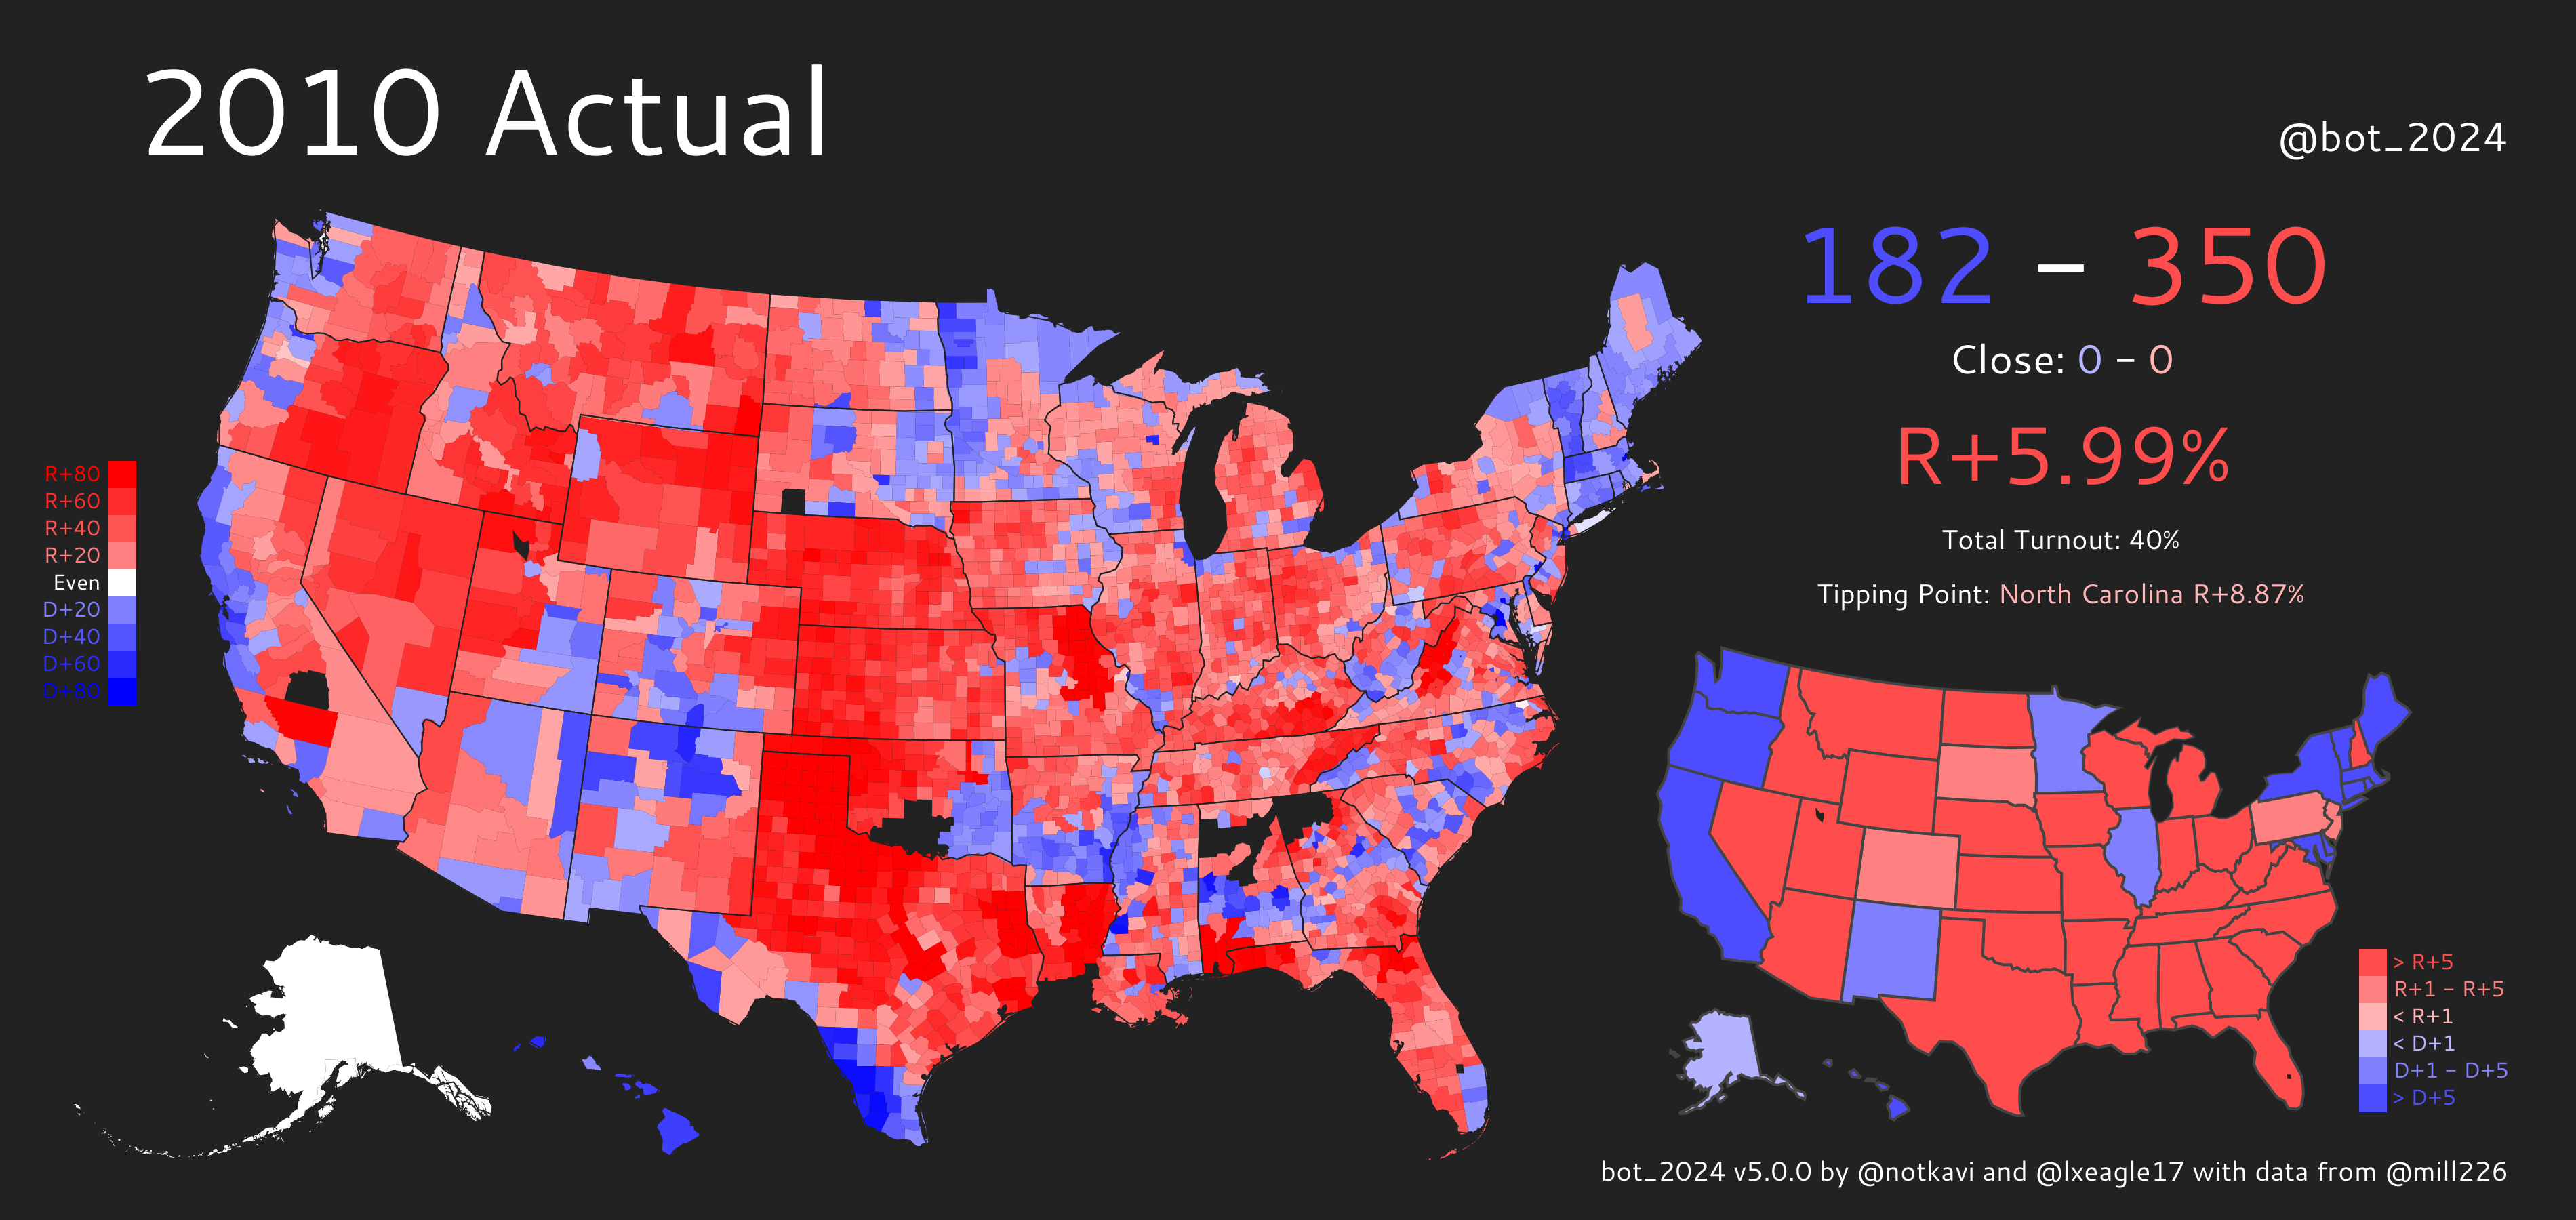 2010 Actual
@bot_2024
182 – 350
Close: 0 – 0
R+5.99%
Total Turnout: 40%
Tipping Point: North Carolina R+8.87%
R+80
R+60
R+40
R+20
Even
D+20
D+40
D+60
D+80
> R+5
R+1 – R+5
< R+1
< D+1
D+1 – D+5
> D+5
bot_2024 v5.0.0 by @notkavi and @lxeagle17 with data from @mill226